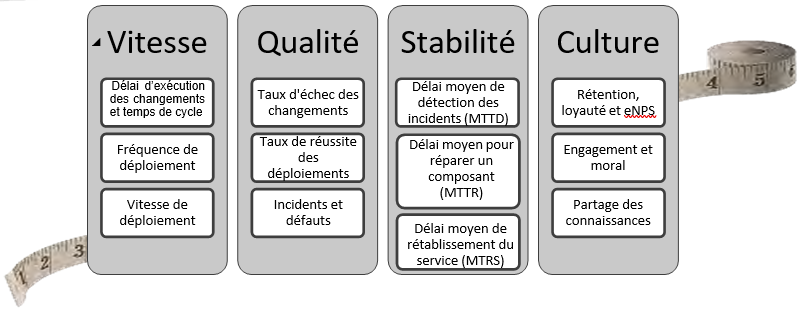 Vitesse
Délai d'exécution
des changements
et temps de cycle
Fréquence de
déploiement
Vitesse de
déploiement
Qualité
Taux d'échec des
changements
Taux de réussite
des
déploiements
Incidents et
défauts
Stabilité
Délai moyen de
détection des
incidents (MTTD)
Délai moyen pour
réparer un
composant
(MTTR)
Délai moyen de
rétablissement du
service (MTRS)
Culture
Rétention,
loyauté et eNPS
Engagement et
moral
Partage des
connaissances
1 2 3
4 5 6